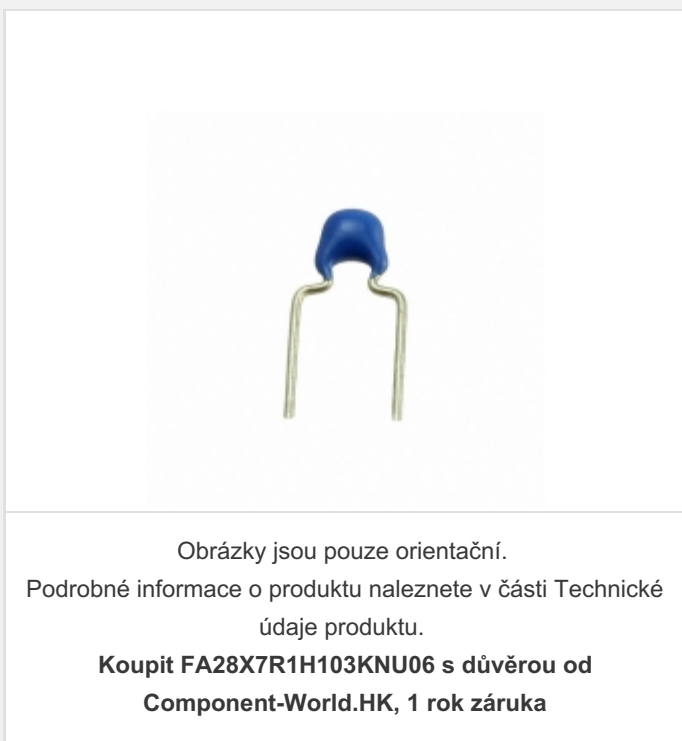 Obrázky jsou pouze orientační.
Podrobné informace o produktu naleznete v části Technické
údaje produktu.
Koupit FA28X7R1H103KNU06 s důvěrou od
Component-World.HK, 1 rok záruka